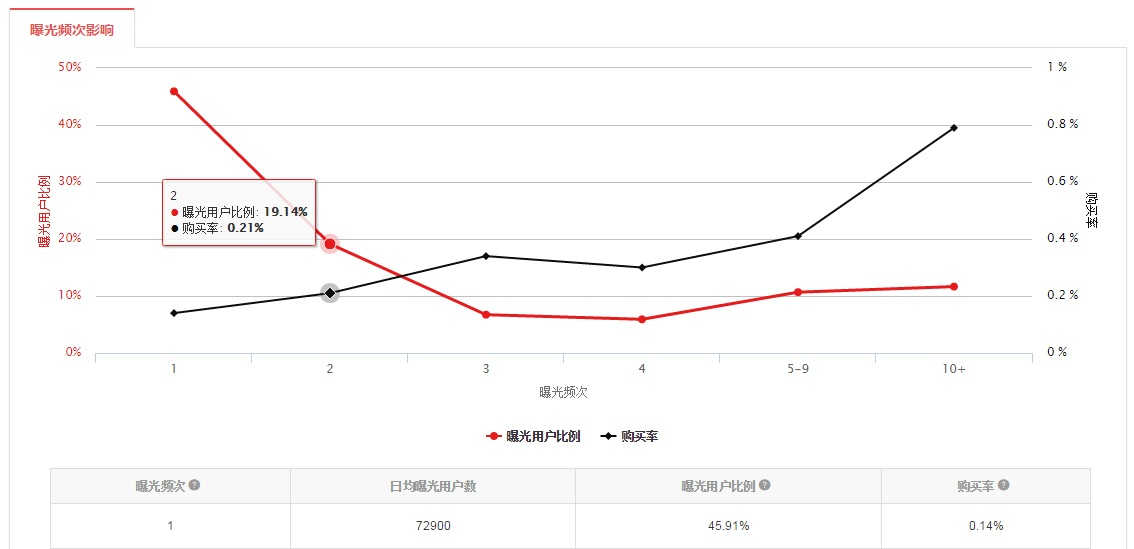 曝光频次影响
50%
1 %
40%
0.8 %
30%
0.6 %
20%
0.4 %
10%
0.2 %
0%
0 %
曝光用户比例
购买率
2
● 曝光用户比例: 19.14%
● 购买率: 0.21%
1 2 3 4 5-9 10+
曝光频次
曝光用户比例 购买率
曝光频次 ? 日均曝光用户数 曝光用户比例 ? 购买率 ?
1 72900 45.91% 0.14%